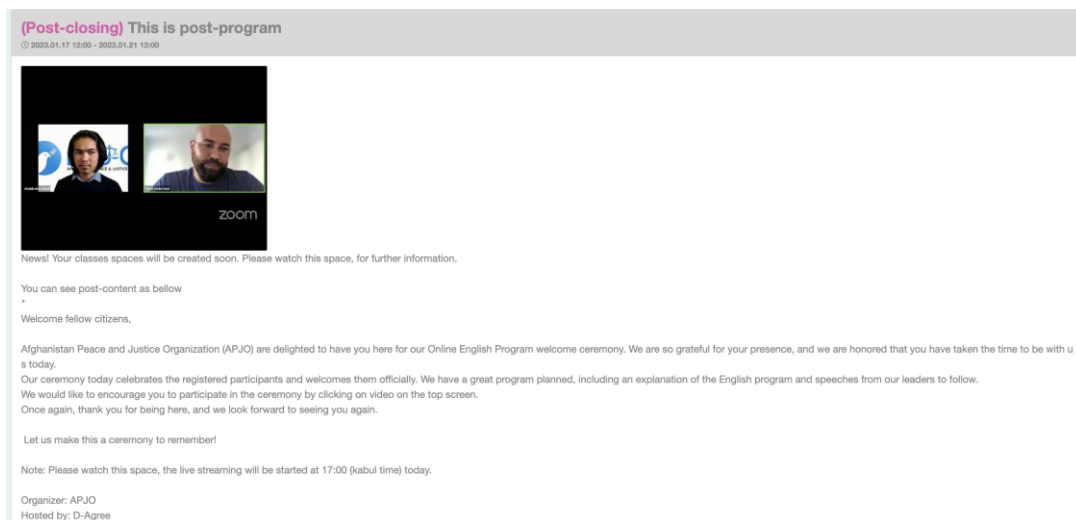 (Post-closing) This is post-program
2023.01.17 12:00 - 2023.01.21 12:00
zoom
News! Your classes spaces will be created soon. Please watch this space, for further information.
You can see post-content as bellow
*
Welcome fellow citizens,
Afghanistan Peace and Justice Organization (APJO) are delighted to have you here for our Online English Program welcome ceremony. We are so grateful for your presence, and we are honored that you have taken the time to be with u
s today.
Our ceremony today celebrates the registered participants and welcomes them officially. We have a great program planned, including an explanation of the English program and speeches from our leaders to follow.
We would like to encourage you to participate in the ceremony by clicking on video on the top screen.
Once again, thank you for being here, and we look forward to seeing you again.
Let us make this a ceremony to remember!
Note: Please watch this space, the live streaming will be started at 17:00 (kabul time) today.
Organizer: APJO
Hosted by: D-Agree